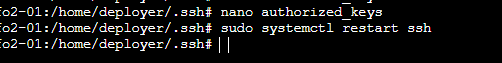 fo2-01:/home/deployer/.ssh# nano authorized_keys
fo2-01:/home/deployer/.ssh# sudo systemctl restart ssh
fo2-01:/home/deployer/.ssh#